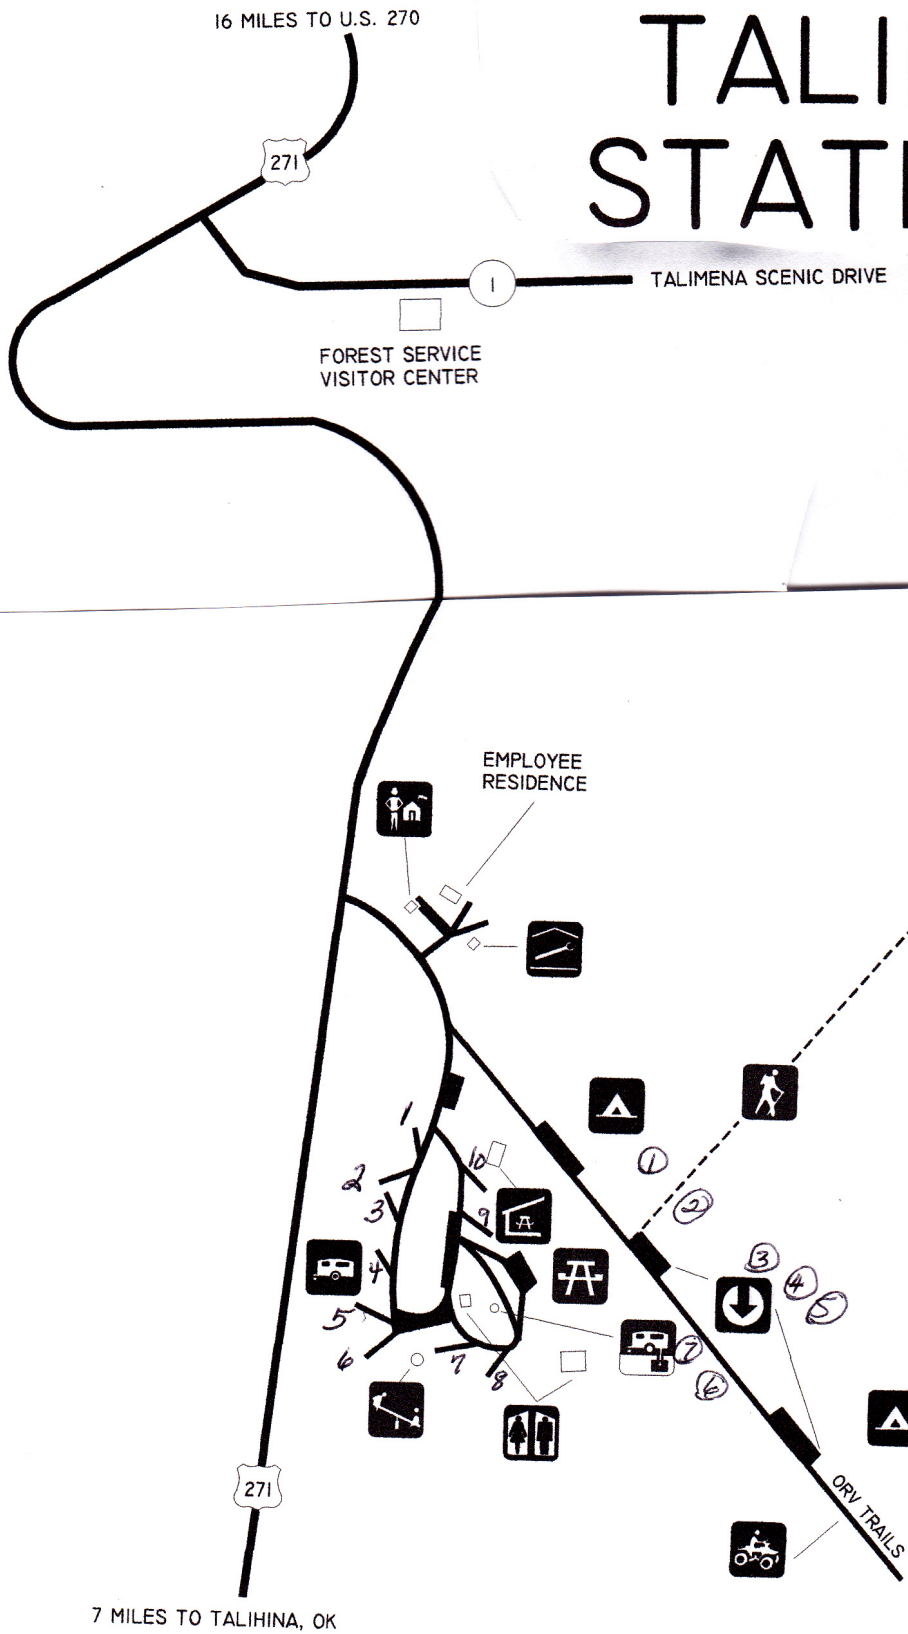 16 MILES TO U.S. 270
TALI
STAT
271
1
TALIMENA SCENIC DRIVE
FOREST SERVICE
VISITOR CENTER
EMPLOYEE
RESIDENCE
1
10
2
1
2
3
9
3
4
4
5
5
7
6
7
8
6
271
ORV TRAILS
7 MILES TO TALIHINA, OK